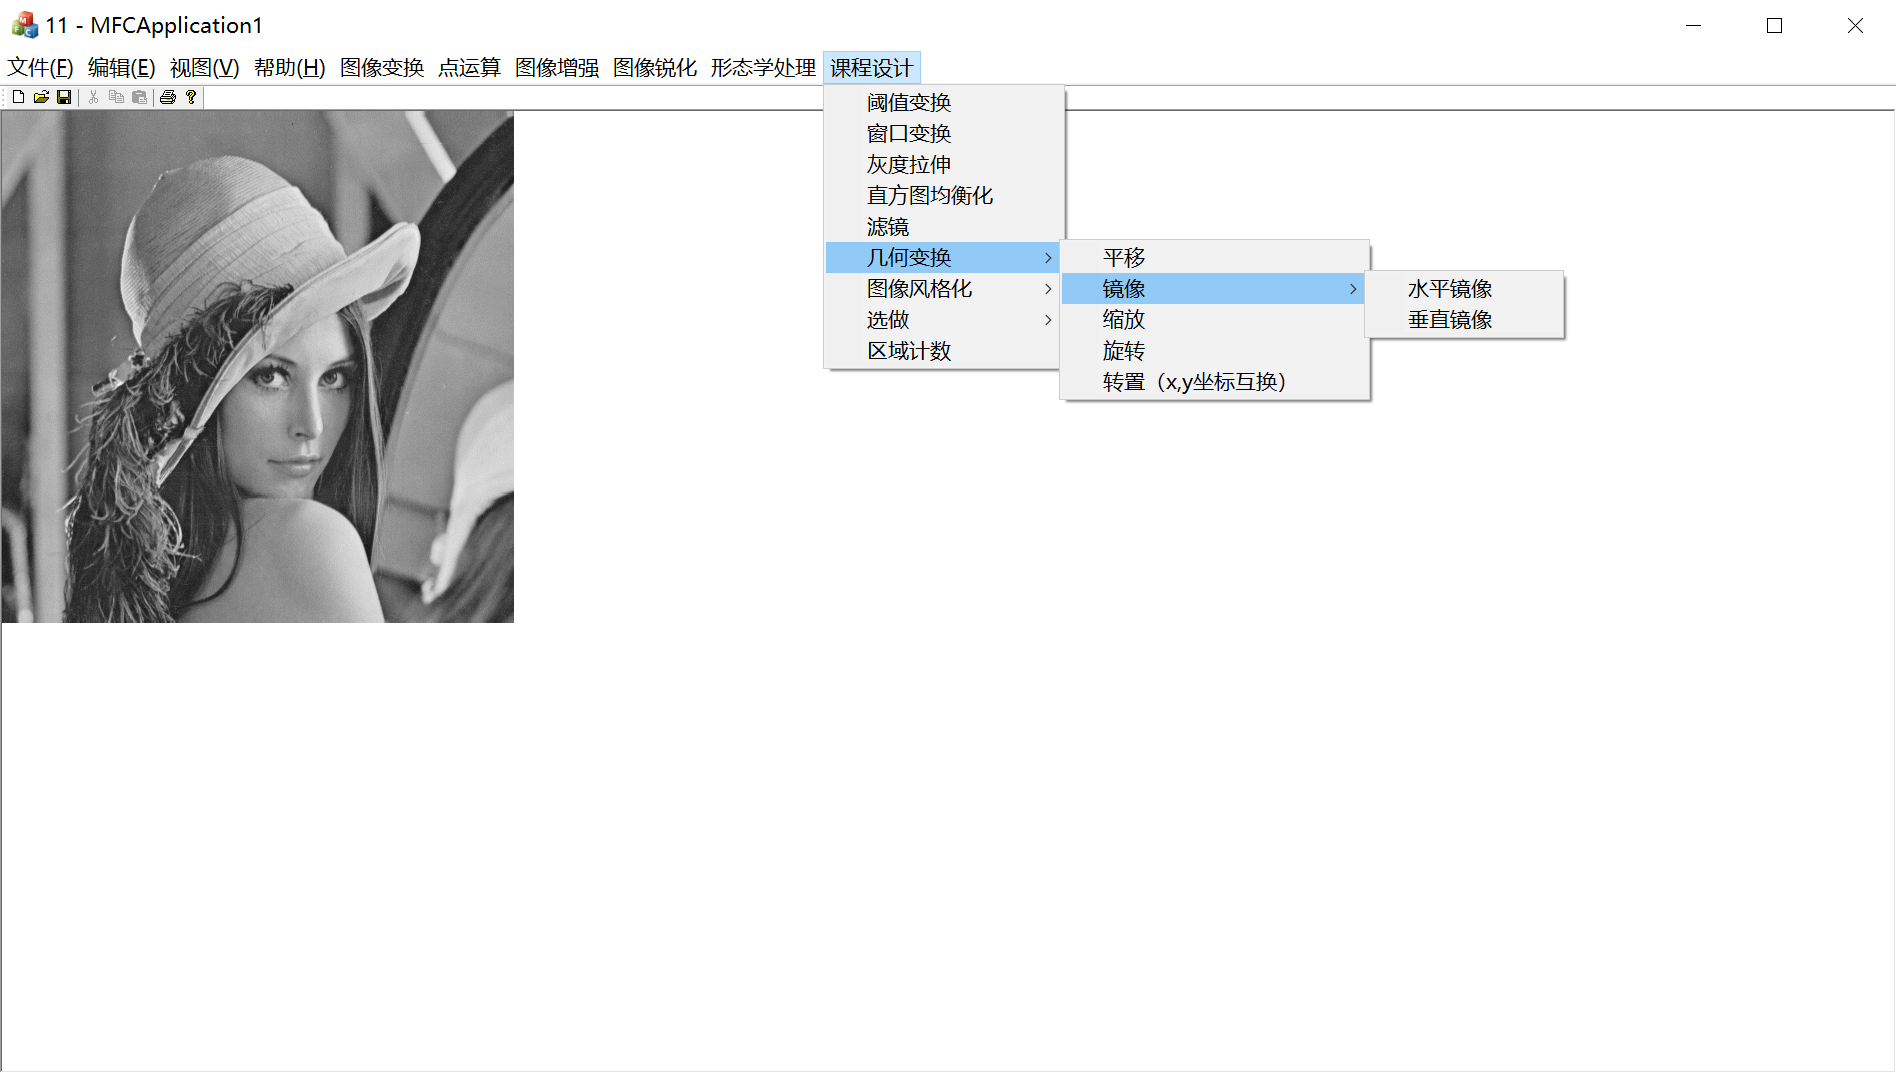 11 - MFCApplication1
文件(F) 编辑(E) 视图(V) 帮助(H) 图像变换 点运算 图像增强 图像锐化 形态学处理 课程设计
阈值变换
窗口变换
灰度拉伸
直方图均衡化
滤镜
几何变换
图像风格化
选做
区域计数
平移
镜像
缩放
旋转
转置（x,y坐标互换）
水平镜像
垂直镜像